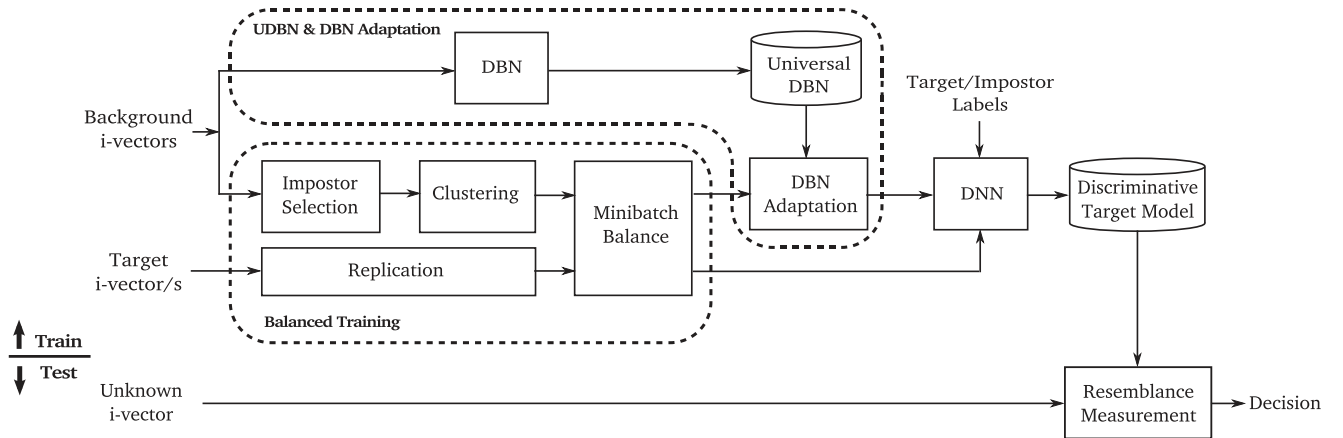 UDBN & DBN Adaptation
DBN
Universal
DBN
Target/Impostor
Labels
Background
i-vectors
Impostor
Selection
Clustering
Minibatch
Balance
DBN
Adaptation
DNN
Discriminative
Target Model
Target
i-vector/s
Replication
Balanced Training
Train
Test
Unknown
i-vector
Resemblance
Measurement
Decision